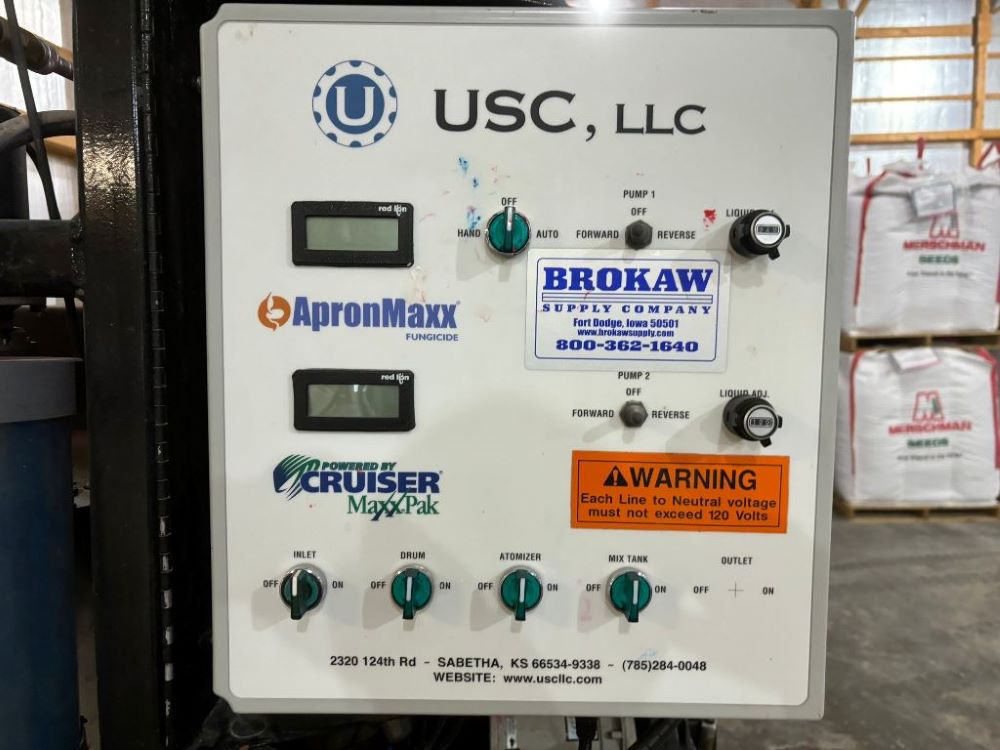 U
USC, LLC
PUMP 1
OFF
OFF
HAND
AUTO
FORWARD
REVERSE
LIQUID
red lion
ApronMaxx®
FUNGICIDE
BROKAW
SUPPLY COMPANY
Fort Dodge, Iowa 50501
www.brokawsupply.com
800-362-1640
red lion
PUMP 2
OFF
FORWARD
REVERSE
LIQUID ADJ.
POWERED BY
CRUISER®
MaxxPak
WARNING
Each Line to Neutral voltage
must not exceed 120 Volts
INLET
OFF
ON
DRUM
OFF
ON
ATOMIZER
OFF
ON
MIX TANK
OFF
ON
OUTLET
OFF
ON
2320 124th Rd ~ SABETHA, KS 66534-9338 ~ (785)284-0048
WEBSITE: www.uscllc.com
M
MERSCHMAN
SEEDS
M
MERSCHMAN
SEEDS